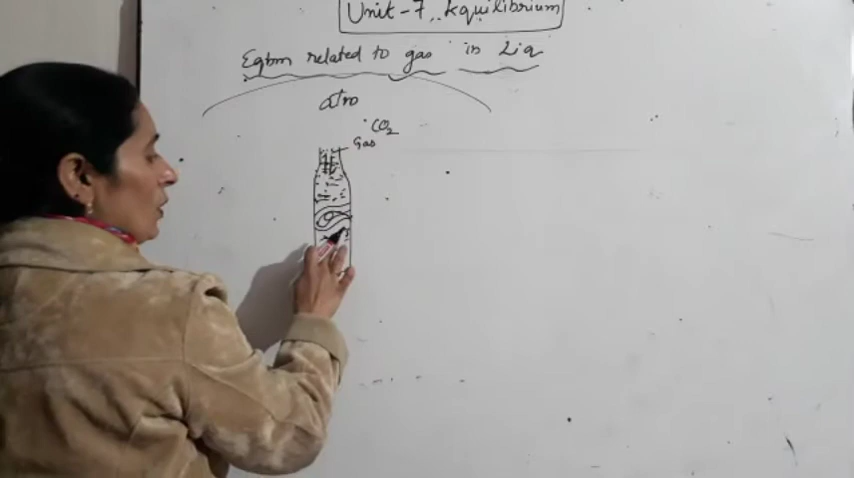 Unit-7, Equilibrium
Eqbm related to gas in Liq
atm
CO₂
Gas